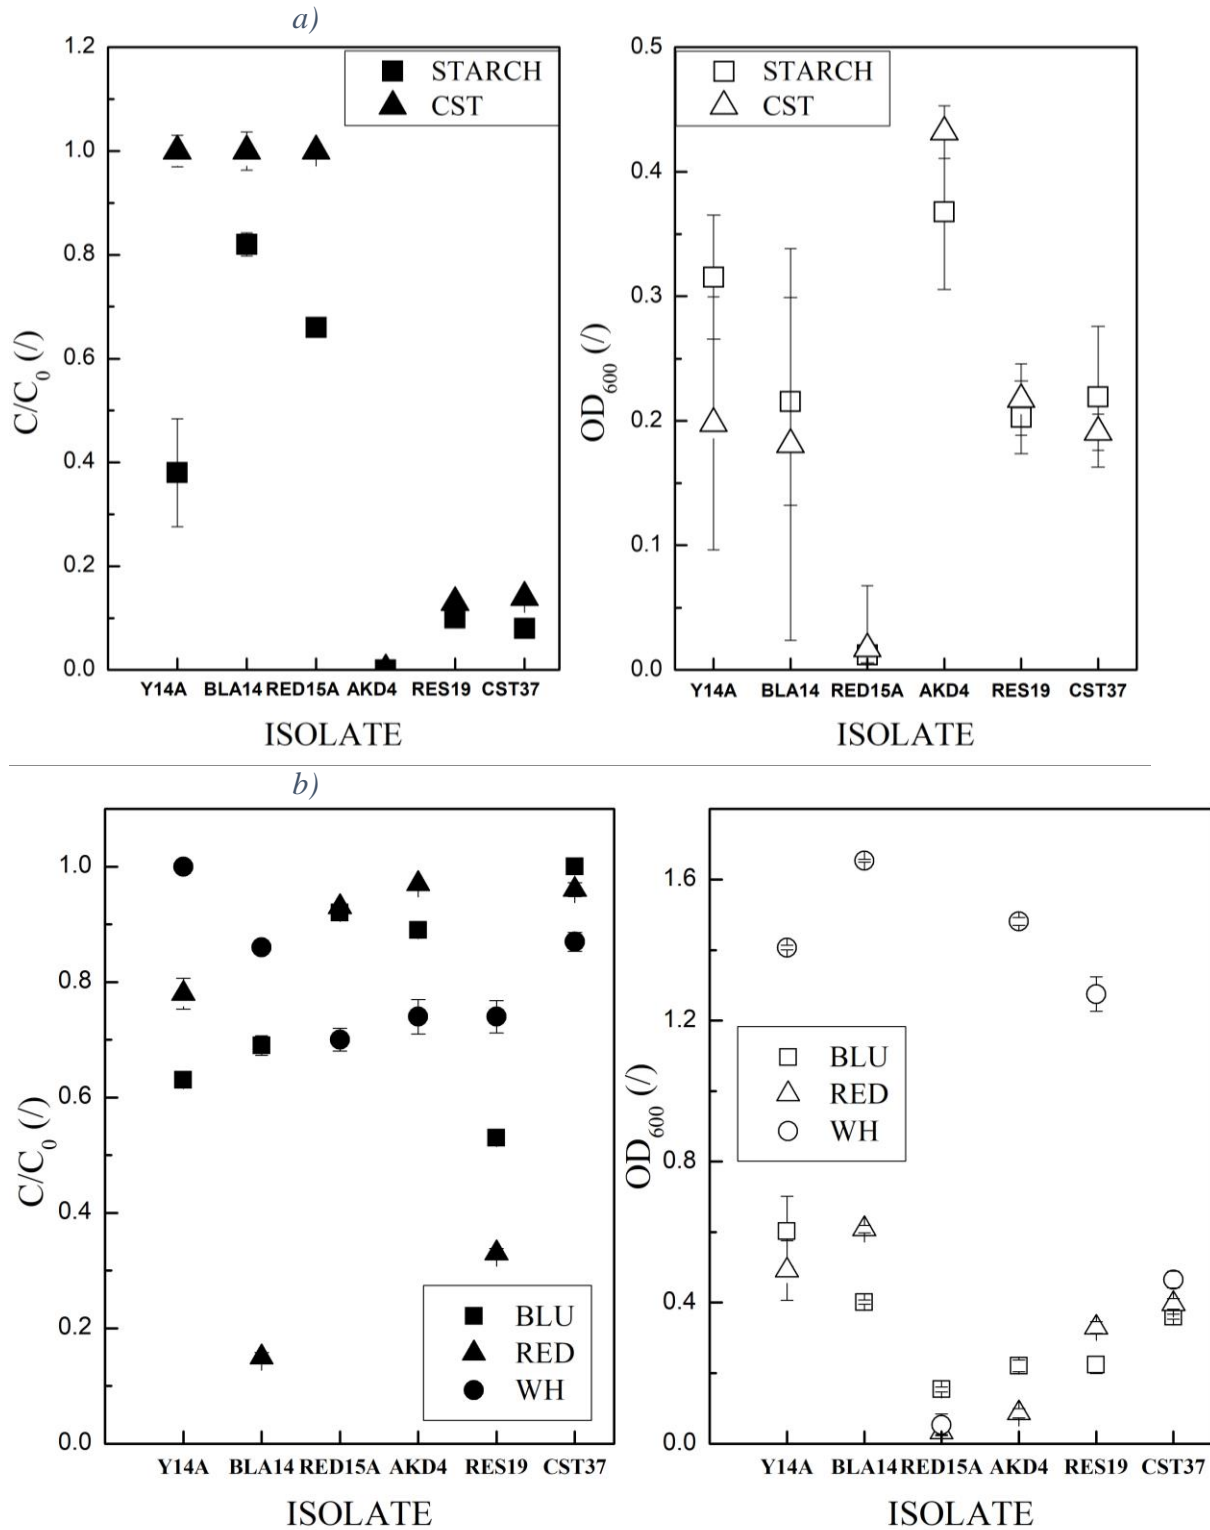 a)
1.2
1.0
0.8
0.6
0.4
0.2
0.0
C/C0 (/)
STARCH
CST
Y14A BLA14 RED15A AKD4 RES19 CST37
ISOLATE
0.5
0.4
0.3
0.2
0.1
0.0
OD600 (/)
STARCH
CST
Y14A BLA14 RED15A AKD4 RES19 CST37
ISOLATE
b)
1.0
0.8
0.6
0.4
0.2
0.0
C/C0 (/)
BLU
RED
WH
Y14A BLA14 RED15A AKD4 RES19 CST37
ISOLATE
1.6
1.2
0.8
0.4
0.0
OD600 (/)
BLU
RED
WH
Y14A BLA14 RED15A AKD4 RES19 CST37
ISOLATE